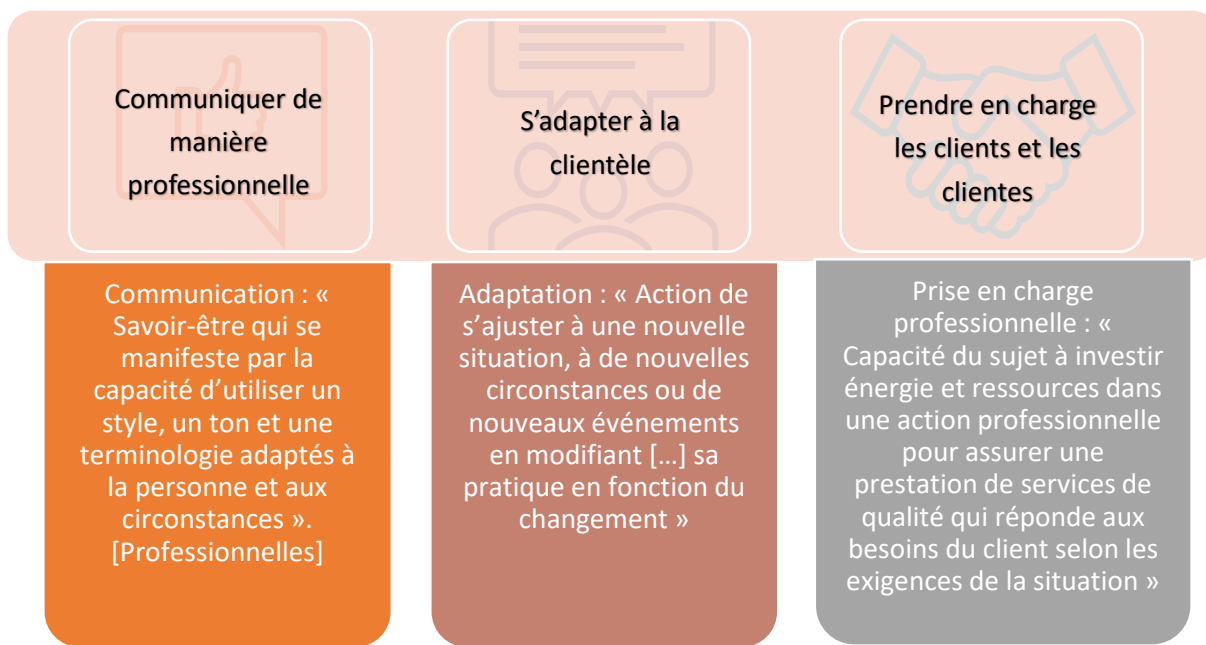 Communiquer de
manière
professionnelle
S'adapter à la
clientèle
Prendre en charge
les clients et les
clientes
Communication : «
Savoir-être qui se
manifeste par la
capacité d'utiliser un
style, un ton et une
terminologie adaptés à
la personne et aux
circonstances ».
[Professionnelles]
Adaptation : « Action de
s'ajuster à une nouvelle
situation, à de nouvelles
circonstances ou de
nouveaux événements
en modifiant […] sa
pratique en fonction du
changement »
Prise en charge
professionnelle : «
Capacité du sujet à investir
énergie et ressources dans
une action professionnelle
pour assurer une
prestation de services de
qualité qui réponde aux
besoins du client selon les
exigences de la situation »